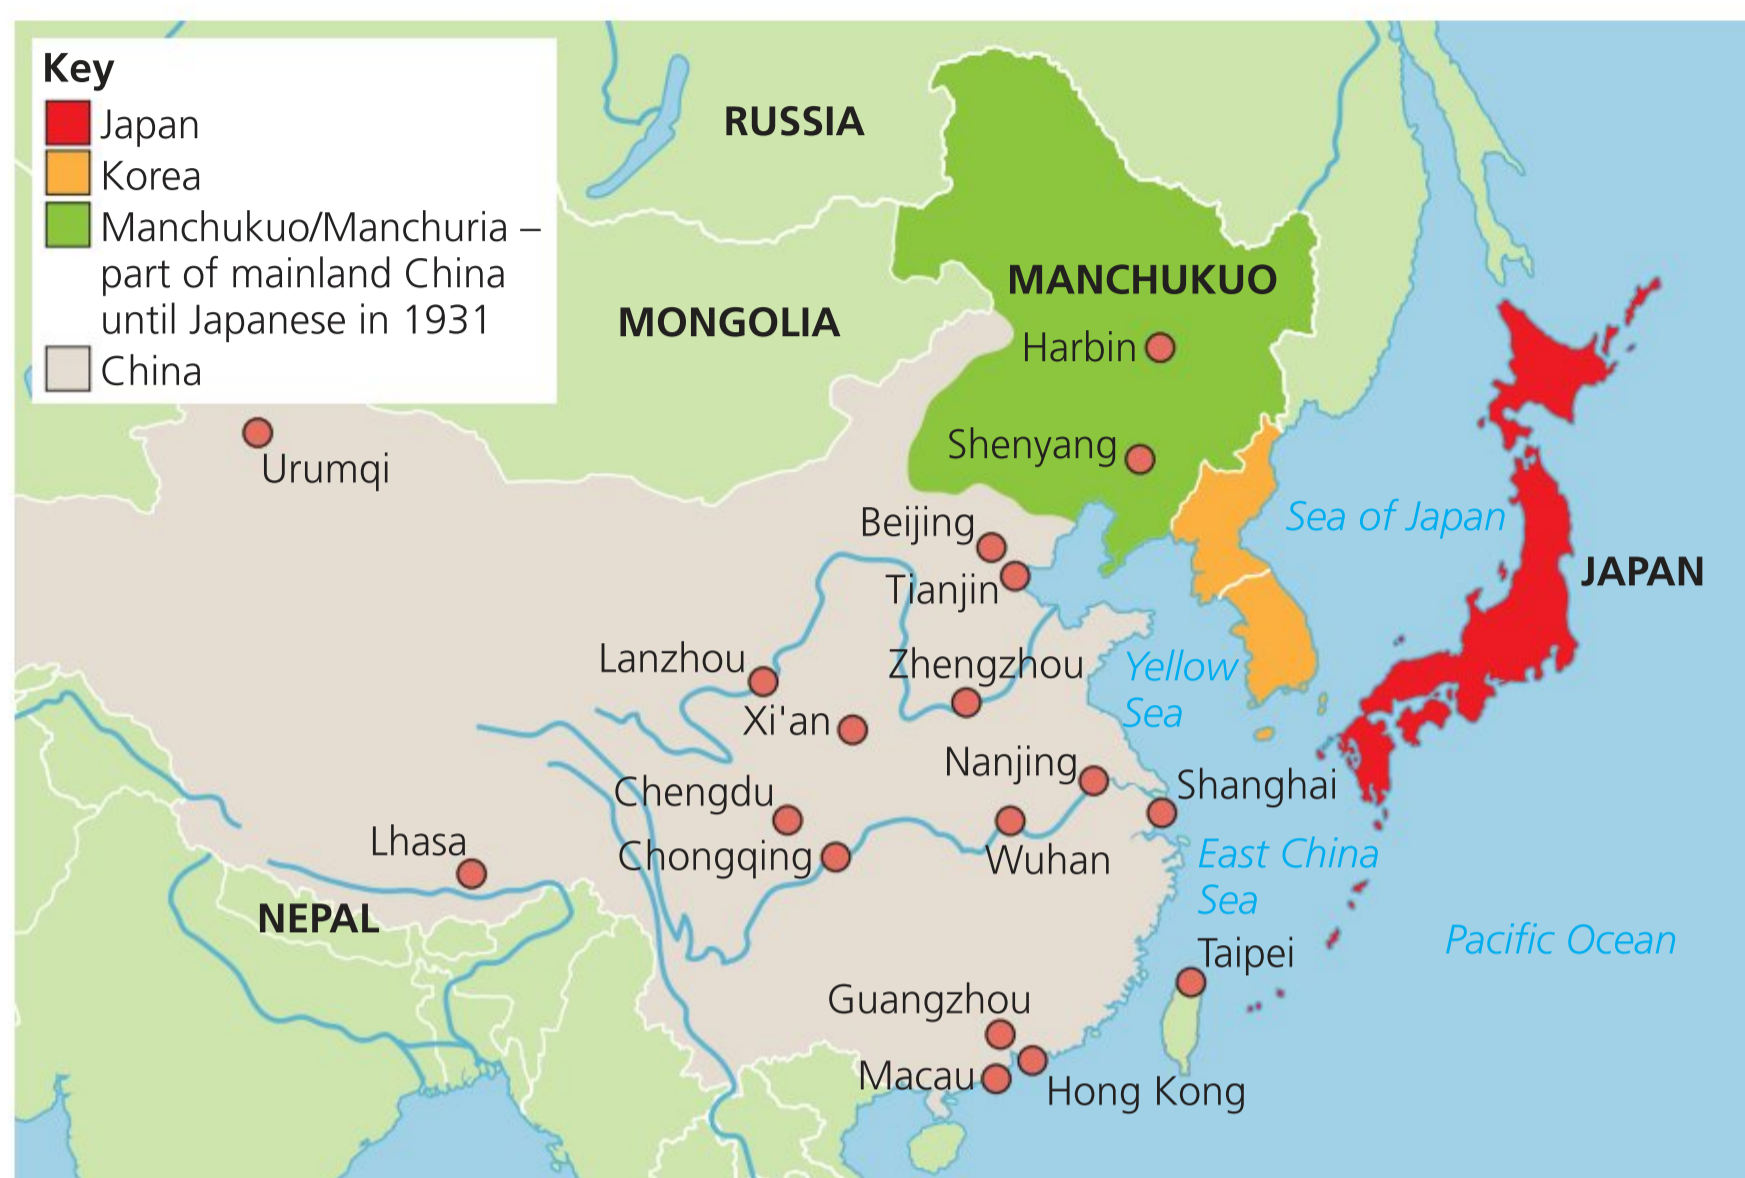 Key
Japan
Korea
Manchukuo/Manchuria –
part of mainland China
until Japanese in 1931
China
RUSSIA
MONGOLIA
MANCHUKUO
Harbin
Shenyang
Urumqi
Beijing
Tianjin
Sea of Japan
JAPAN
Lanzhou
Zhengzhou
Yellow
Sea
Xi'an
Nanjing
Shanghai
Chengdu
Chongqing
Wuhan
Lhasa
East China
Sea
NEPAL
Taipei
Pacific Ocean
Guangzhou
Macau
Hong Kong